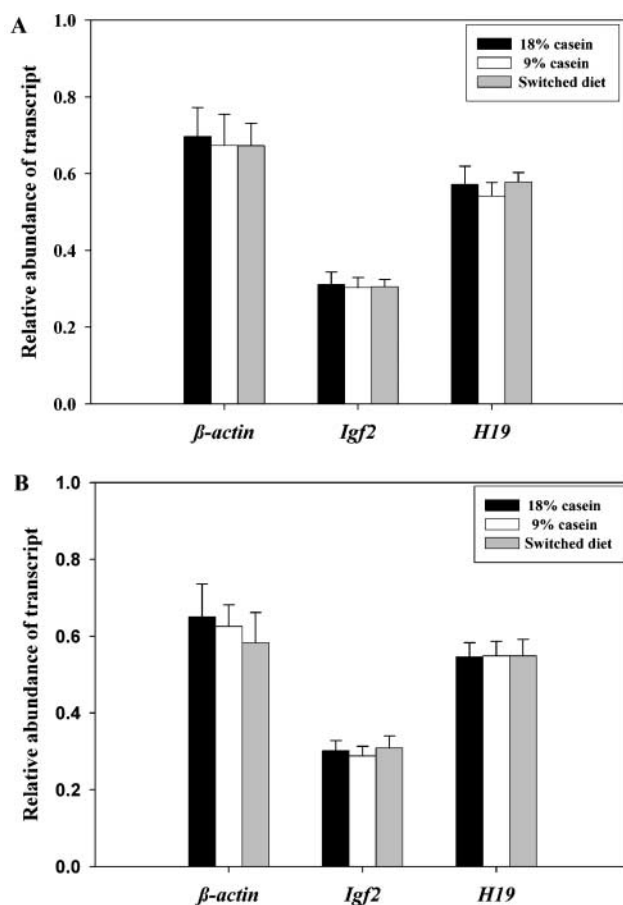 A
1.0
0.8
0.6
0.4
0.2
0.0
Relative abundance of transcript
18% casein
9% casein
Switched diet
ß-actin Igf2 H19
B
1.0
0.8
0.6
0.4
0.2
0.0
Relative abundance of transcript
18% casein
9% casein
Switched diet
ß-actin Igf2 H19